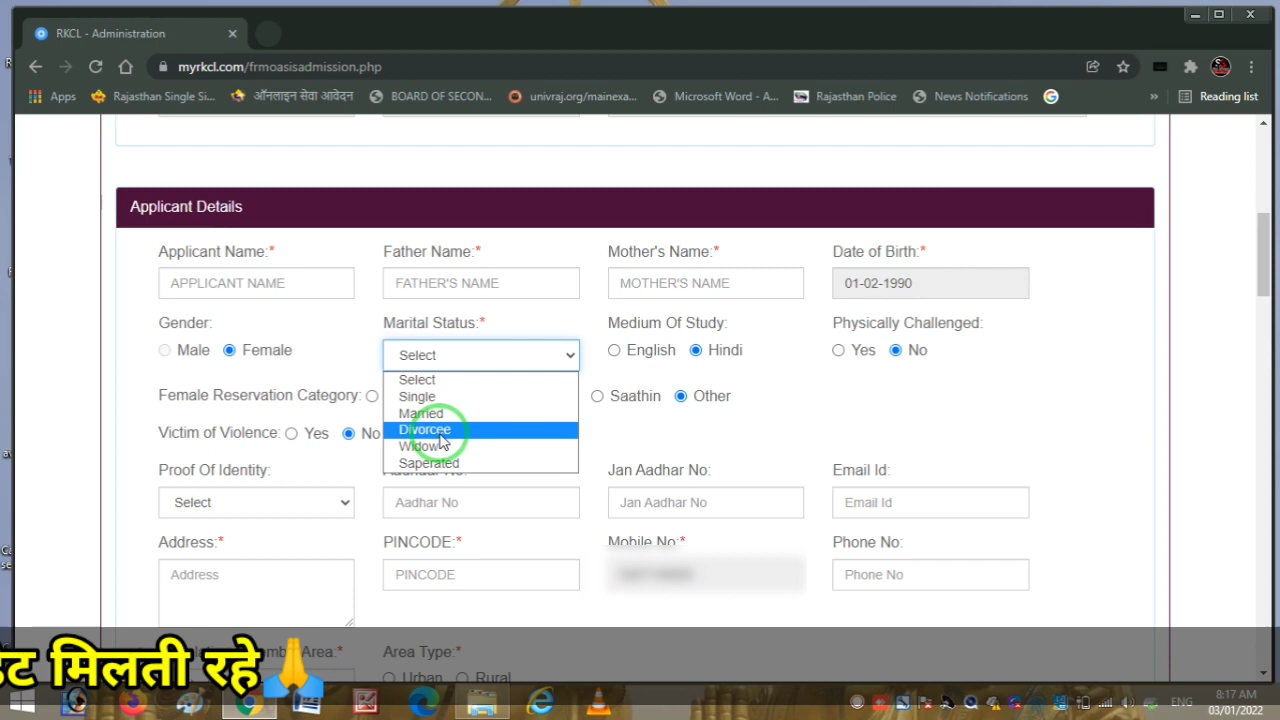 RKCL - Administration
myrkcl.com/frmoasisadmission.php
Apps
Rajasthan Single Si...
ऑनलाइन सेवा आवेदन
BOARD OF SECON...
univraj.org/mainexa...
Microsoft Word - A...
Rajasthan Police
News Notifications
»
Reading list
Applicant Details
Applicant Name:* Father Name:* Mother's Name:* Date of Birth:*
APPLICANT NAME FATHER'S NAME MOTHER'S NAME 01-02-1990
Gender: Marital Status:* Medium Of Study: Physically Challenged:
Male Female Select English Hindi Yes No
Select
Single
Married
Divorcee
Widow
Saperated
Female Reservation Category: Saathin Other
Victim of Violence: Yes No
Proof Of Identity: Jan Aadhar No: Email Id:
Select Aadhar No Jan Aadhar No Email Id
Address:* PINCODE:* Mobile No:* Phone No:
Address PINCODE Phone No
Area:* Area Type:*
Urban Rural
मिलती रहे🙏
ENG
8:17 AM
03/01/2022